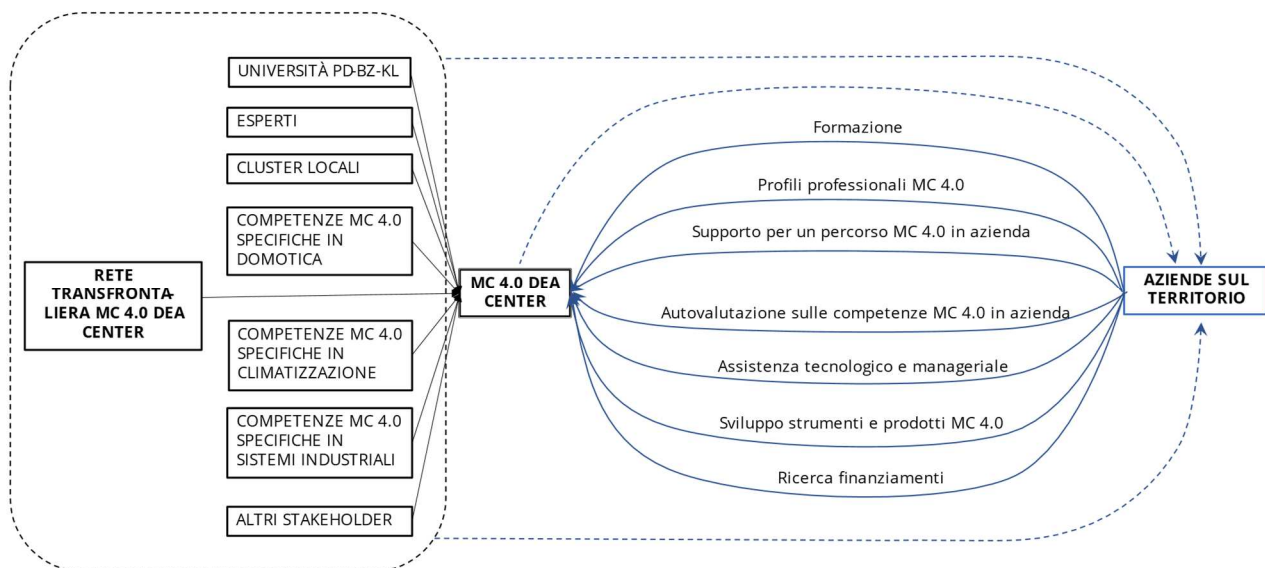 UNIVERSITÀ PD-BZ-KL
ESPERTI
CLUSTER LOCALI
COMPETENZE MC 4.0
SPECIFICHE IN
DOMOTICA
RETE
TRANSFRONTA-
LIERA MC 4.0 DEA
CENTER
COMPETENZE MC 4.0
SPECIFICHE IN
CLIMATIZZAZIONE
COMPETENZE MC 4.0
SPECIFICHE IN
SISTEMI INDUSTRIALI
ALTRI STAKEHOLDER
MC 4.0 DEA
CENTER
Formazione
Profili professionali MC 4.0
Supporto per un percorso MC 4.0 in azienda
Autovalutazione sulle competenze MC 4.0 in azienda
Assistenza tecnologico e manageriale
Sviluppo strumenti e prodotti MC 4.0
Ricerca finanziamenti
AZIENDE SUL
TERRITORIO